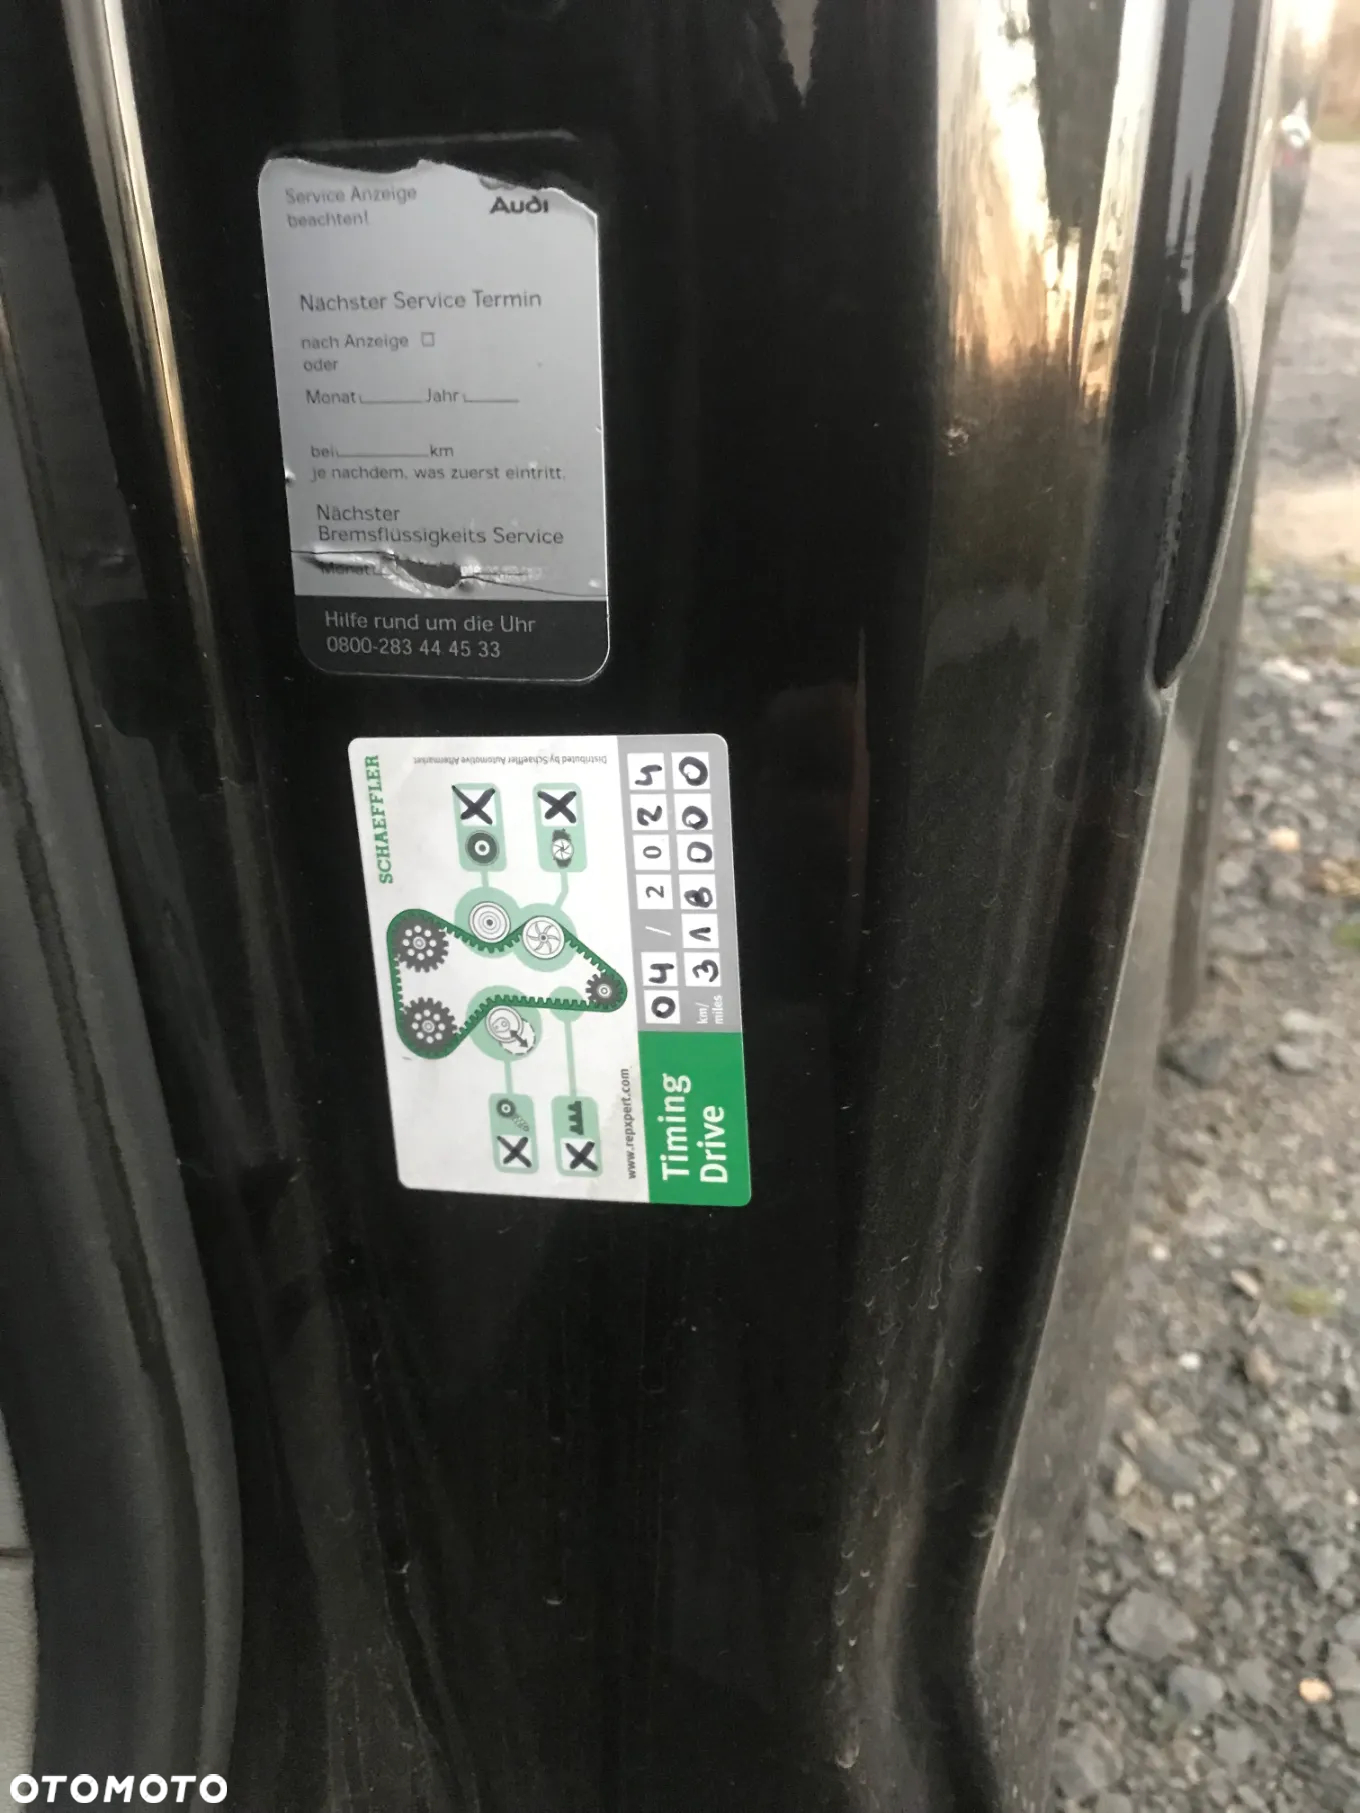 Service Anzeige
beachten!
Audi
Nächster Service Termin
nach Anzeige
oder
Monat Jahr
bei km
je nachdem, was zuerst eintritt.
Nächster
Bremsflüssigkeits Service
Monat
Hilfe rund um die Uhr
0800-283 44 45 33
SCHAEFFLER
Distributed by Schaeffler Automotive Aftermarket
X
X
X
X
www.repxpert.com
Timing
Drive
04 / 2024
km/
miles
318000
OTOMOTO